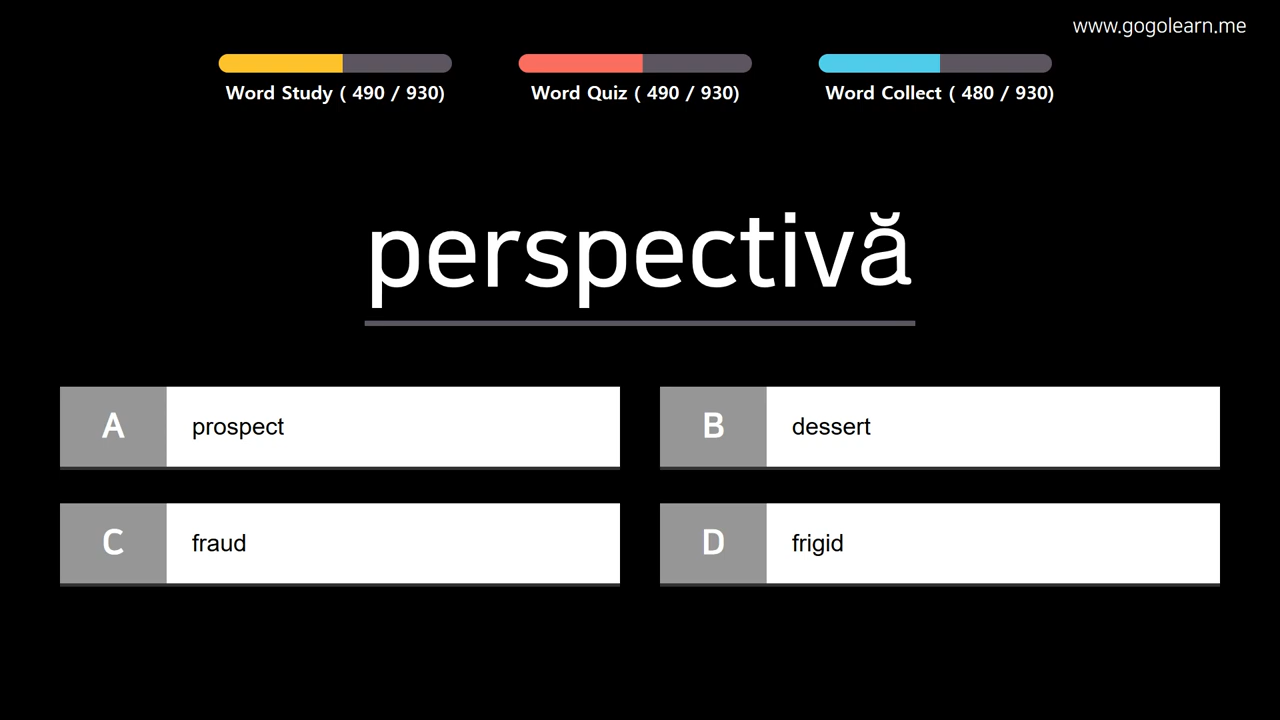 www.gogolearn.me
Word Study ( 490 / 930)
Word Quiz ( 490 / 930)
Word Collect ( 480 / 930)
perspectivă
A prospect
B dessert
C fraud
D frigid